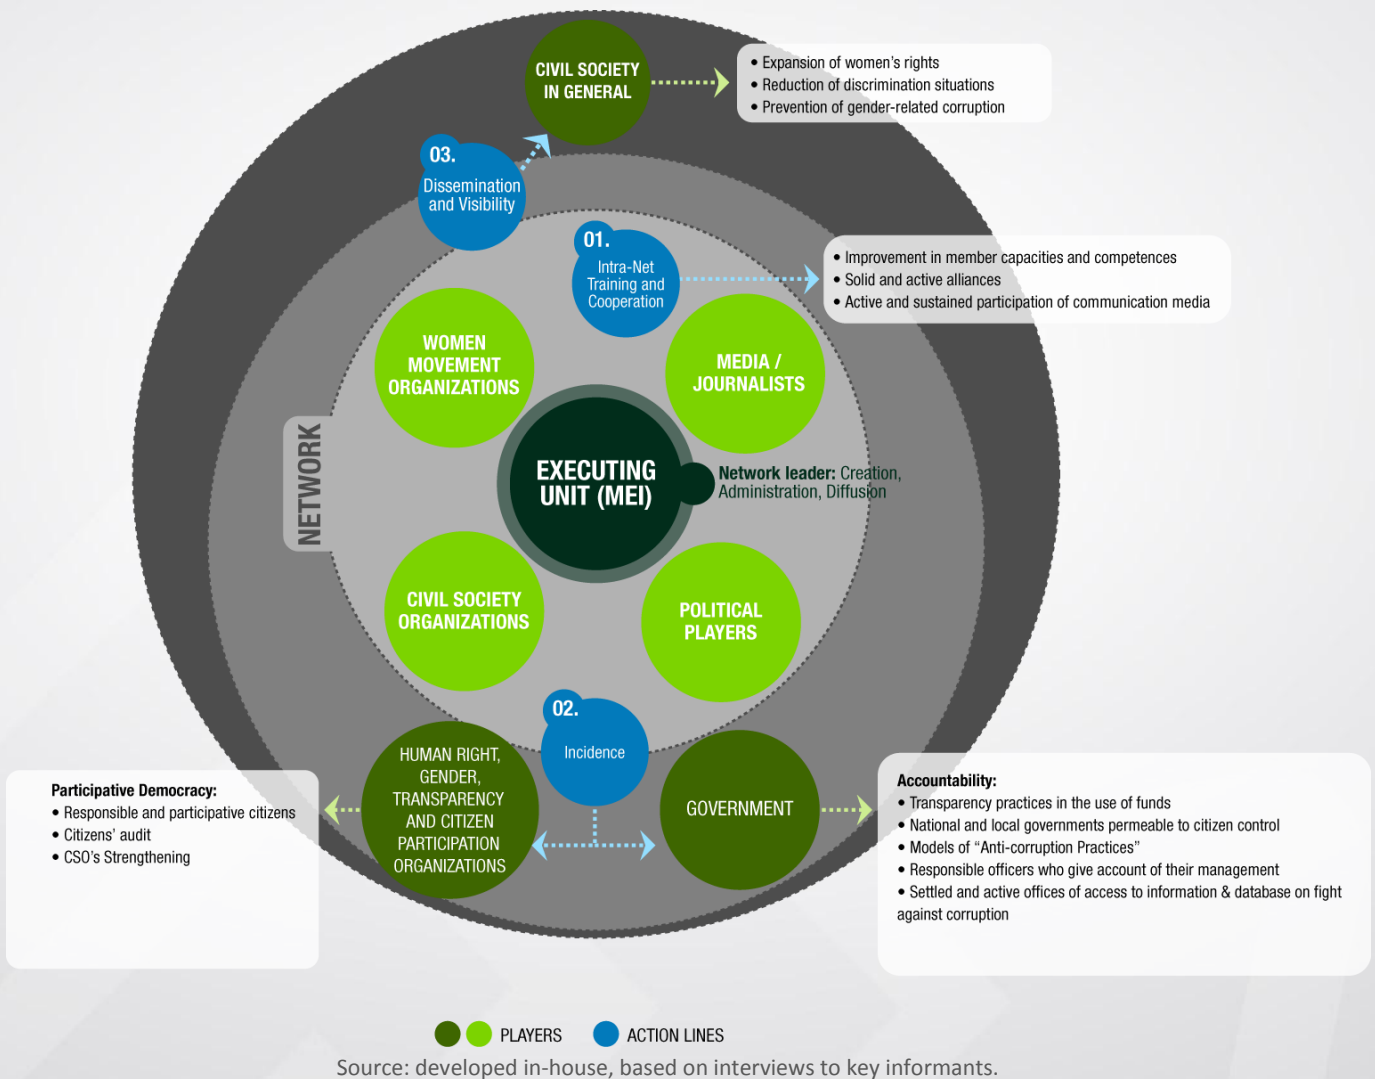 CIVIL SOCIETY
IN GENERAL
• Expansion of women's rights
• Reduction of discrimination situations
• Prevention of gender-related corruption
03.
Dissemination
and Visibility
01.
Intra-Net
Training and
Cooperation
• Improvement in member capacities and competences
• Solid and active alliances
• Active and sustained participation of communication media
WOMEN
MOVEMENT
ORGANIZATIONS
MEDIA /
JOURNALISTS
NETWORK
EXECUTING
UNIT (MEI)
Network leader: Creation,
Administration, Diffusion
CIVIL SOCIETY
ORGANIZATIONS
POLITICAL
PLAYERS
02.
Incidence
HUMAN RIGHT,
GENDER,
TRANSPARENCY
AND CITIZEN
PARTICIPATION
ORGANIZATIONS
GOVERNMENT
Participative Democracy:
• Responsible and participative citizens
• Citizens' audit
• CSO's Strengthening
Accountability:
• Transparency practices in the use of funds
• National and local governments permeable to citizen control
• Models of “Anti-corruption Practices”
• Responsible officers who give account of their management
• Settled and active offices of access to information & database on fight
against corruption
PLAYERS
ACTION LINES
Source: developed in-house, based on interviews to key informants.